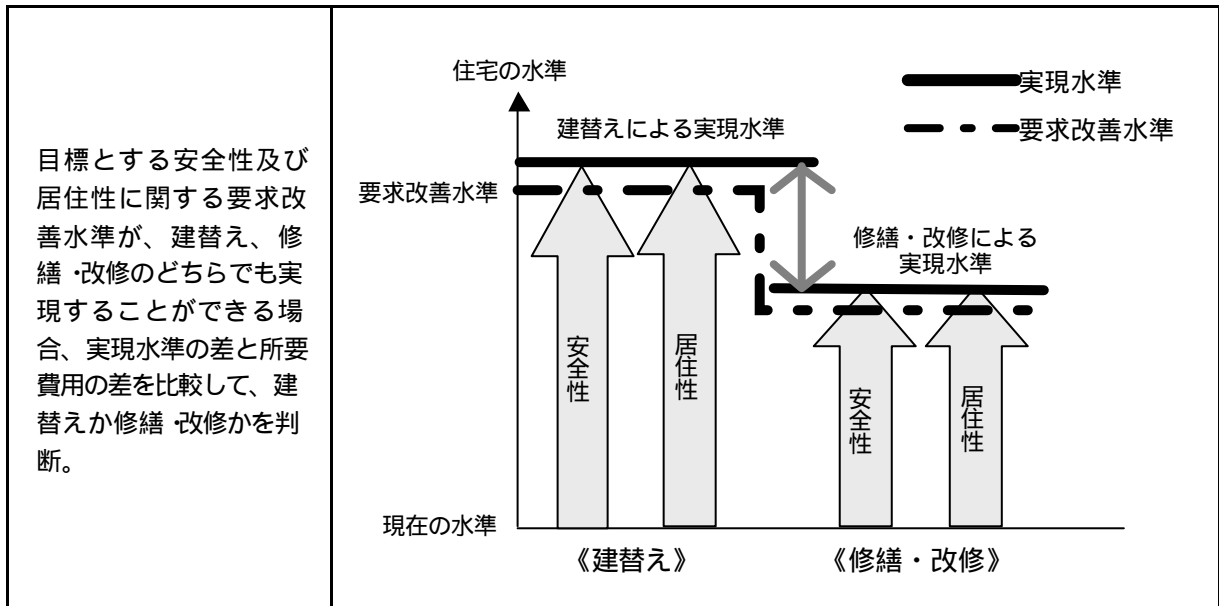 目標とする安全性及び
居住性に関する要求改
善水準が、建替え、修
繕・改修のどちらでも実
現することができる場
合、実現水準の差と所要
費用の差を比較して、建
替えか修繕・改修かを判
断。
住宅の水準
実現水準
要求改善水準
建替えによる実現水準
要求改善水準
修繕・改修による
実現水準
安全性
居住性
安全性
居住性
現在の水準
《建替え》
《修繕・改修》